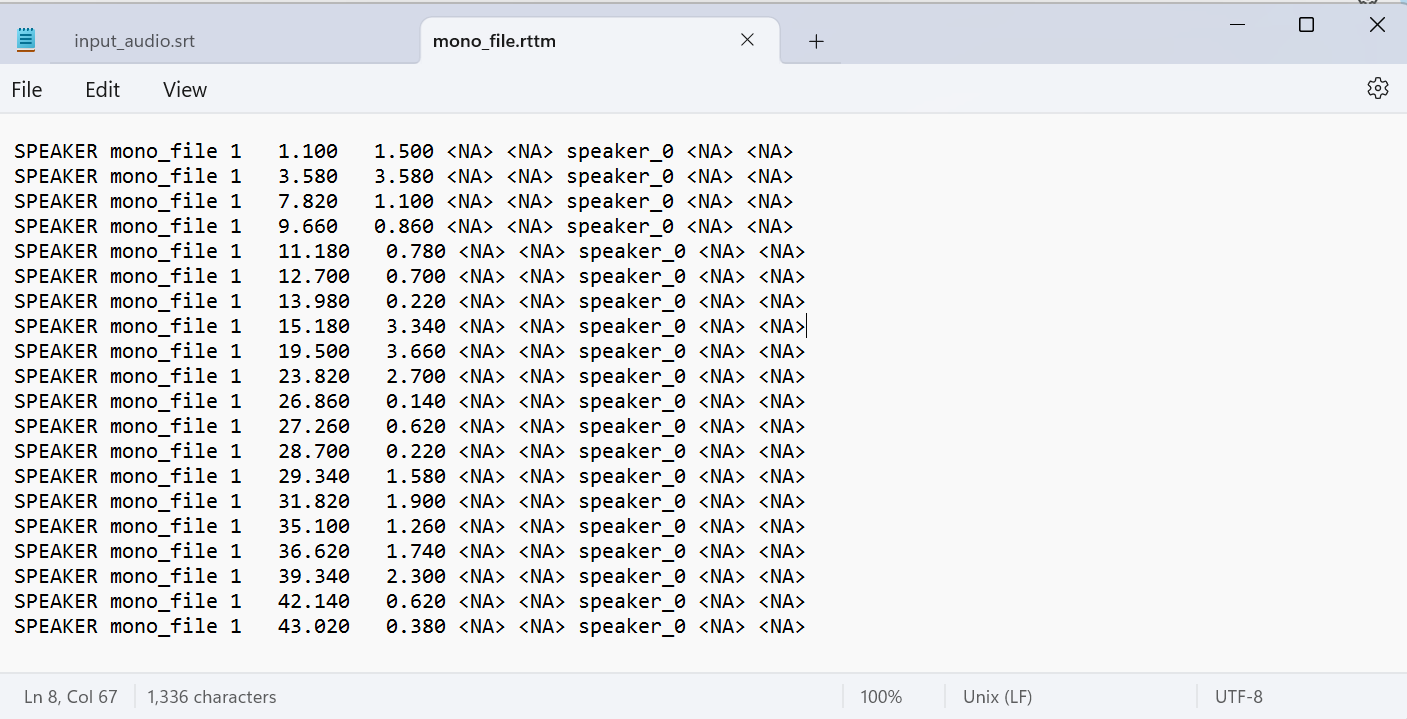 input_audio.srt
mono_file.rttm
File Edit View
SPEAKER mono_file 1   1.100   1.500 <NA> <NA> speaker_0 <NA> <NA>
SPEAKER mono_file 1   3.580   3.580 <NA> <NA> speaker_0 <NA> <NA>
SPEAKER mono_file 1   7.820   1.100 <NA> <NA> speaker_0 <NA> <NA>
SPEAKER mono_file 1   9.660   0.860 <NA> <NA> speaker_0 <NA> <NA>
SPEAKER mono_file 1   11.180   0.780 <NA> <NA> speaker_0 <NA> <NA>
SPEAKER mono_file 1   12.700   0.700 <NA> <NA> speaker_0 <NA> <NA>
SPEAKER mono_file 1   13.980   0.220 <NA> <NA> speaker_0 <NA> <NA>
SPEAKER mono_file 1   15.180   3.340 <NA> <NA> speaker_0 <NA> <NA>
SPEAKER mono_file 1   19.500   3.660 <NA> <NA> speaker_0 <NA> <NA>
SPEAKER mono_file 1   23.820   2.700 <NA> <NA> speaker_0 <NA> <NA>
SPEAKER mono_file 1   26.860   0.140 <NA> <NA> speaker_0 <NA> <NA>
SPEAKER mono_file 1   27.260   0.620 <NA> <NA> speaker_0 <NA> <NA>
SPEAKER mono_file 1   28.700   0.220 <NA> <NA> speaker_0 <NA> <NA>
SPEAKER mono_file 1   29.340   1.580 <NA> <NA> speaker_0 <NA> <NA>
SPEAKER mono_file 1   31.820   1.900 <NA> <NA> speaker_0 <NA> <NA>
SPEAKER mono_file 1   35.100   1.260 <NA> <NA> speaker_0 <NA> <NA>
SPEAKER mono_file 1   36.620   1.740 <NA> <NA> speaker_0 <NA> <NA>
SPEAKER mono_file 1   39.340   2.300 <NA> <NA> speaker_0 <NA> <NA>
SPEAKER mono_file 1   42.140   0.620 <NA> <NA> speaker_0 <NA> <NA>
SPEAKER mono_file 1   43.020   0.380 <NA> <NA> speaker_0 <NA> <NA>
Ln 8, Col 67 1,336 characters 100% Unix (LF) UTF-8